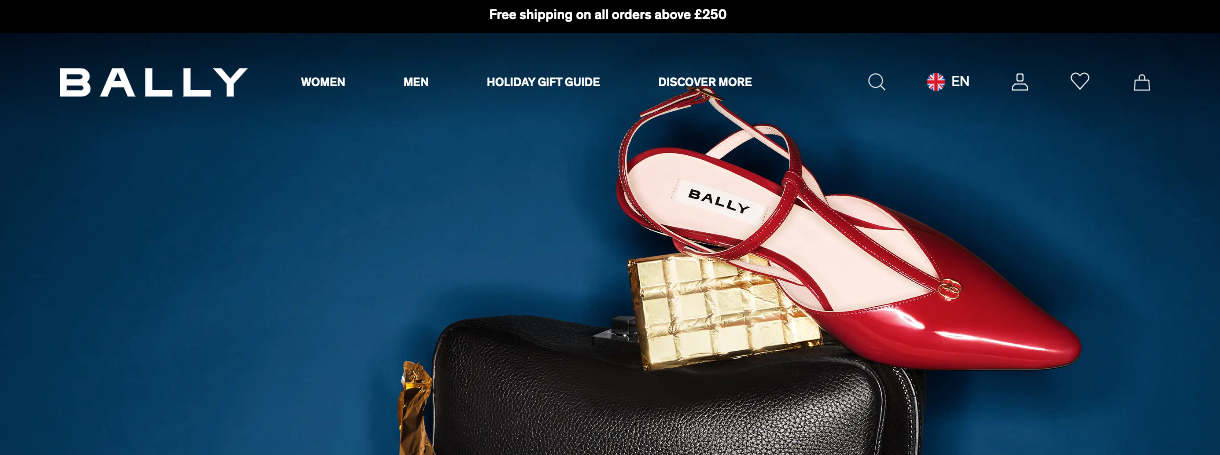 Free shipping on all orders above £250
BALLY
WOMEN MEN HOLIDAY GIFT GUIDE DISCOVER MORE EN
BALLY